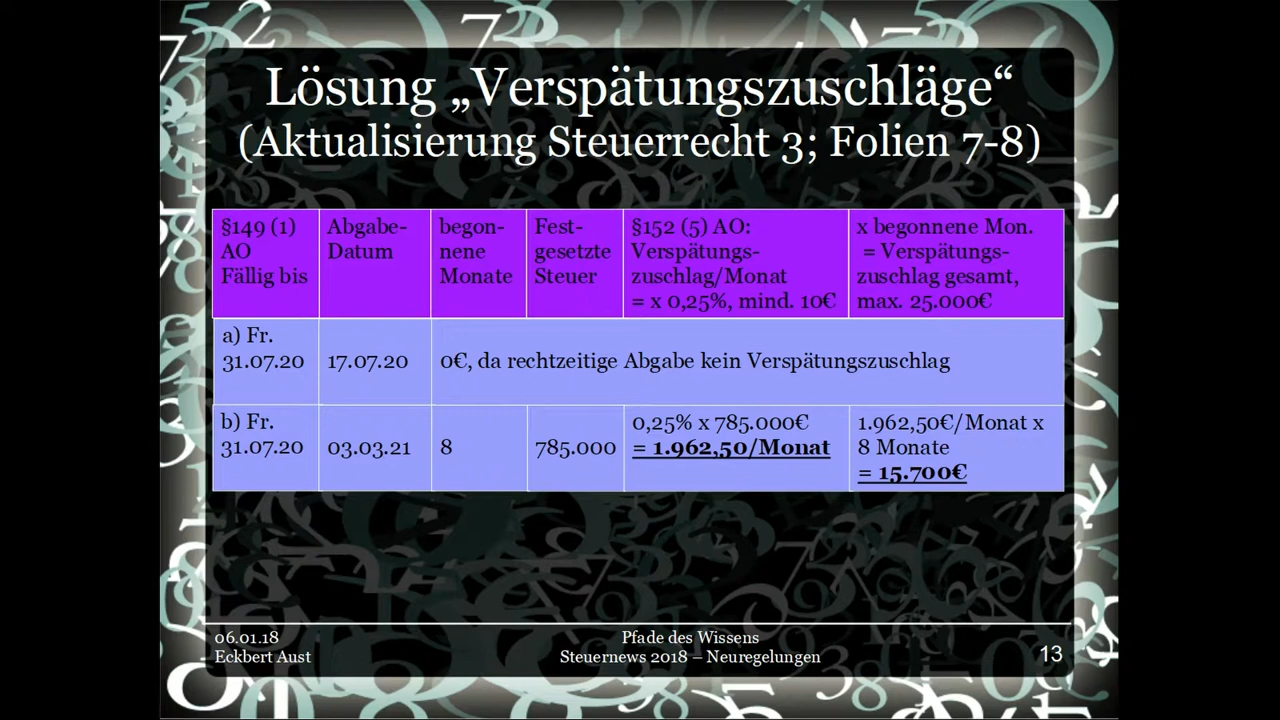 Lösung „Verspätungszuschläge“
(Aktualisierung Steuerrecht 3; Folien 7-8)
§149 (1)
AO
Fällig bis
Abgabe-
Datum
begon-
nene
Monate
Fest-
gesetzte
Steuer
§152 (5) AO:
Verspätungs-
zuschlag/Monat
= x 0,25%, mind. 10€
x begonnene Mon.
= Verspätungs-
zuschlag gesamt,
max. 25.000€
a) Fr.
31.07.20
17.07.20
0€, da rechtzeitige Abgabe kein Verspätungszuschlag
b) Fr.
31.07.20
03.03.21
8
785.000
0,25% x 785.000€
= 1.962,50/Monat
1.962,50€/Monat x
8 Monate
= 15.700€
06.01.18
Eckbert Aust
Pfade des Wissens
Steuernews 2018 – Neuregelungen
13